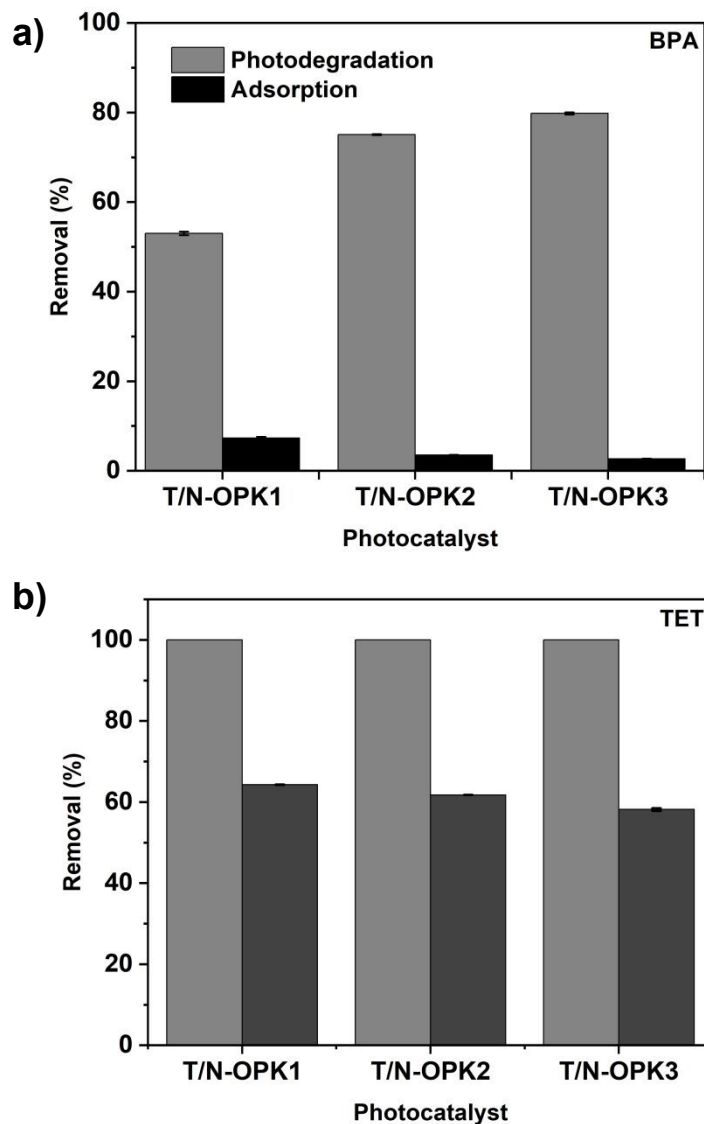 a)
BPA
Photodegradation
Adsorption
100
80
60
40
20
0
Removal (%)
T/N-OPK1 T/N-OPK2 T/N-OPK3
Photocatalyst
b)
TET
100
80
60
40
20
0
Removal (%)
T/N-OPK1 T/N-OPK2 T/N-OPK3
Photocatalyst